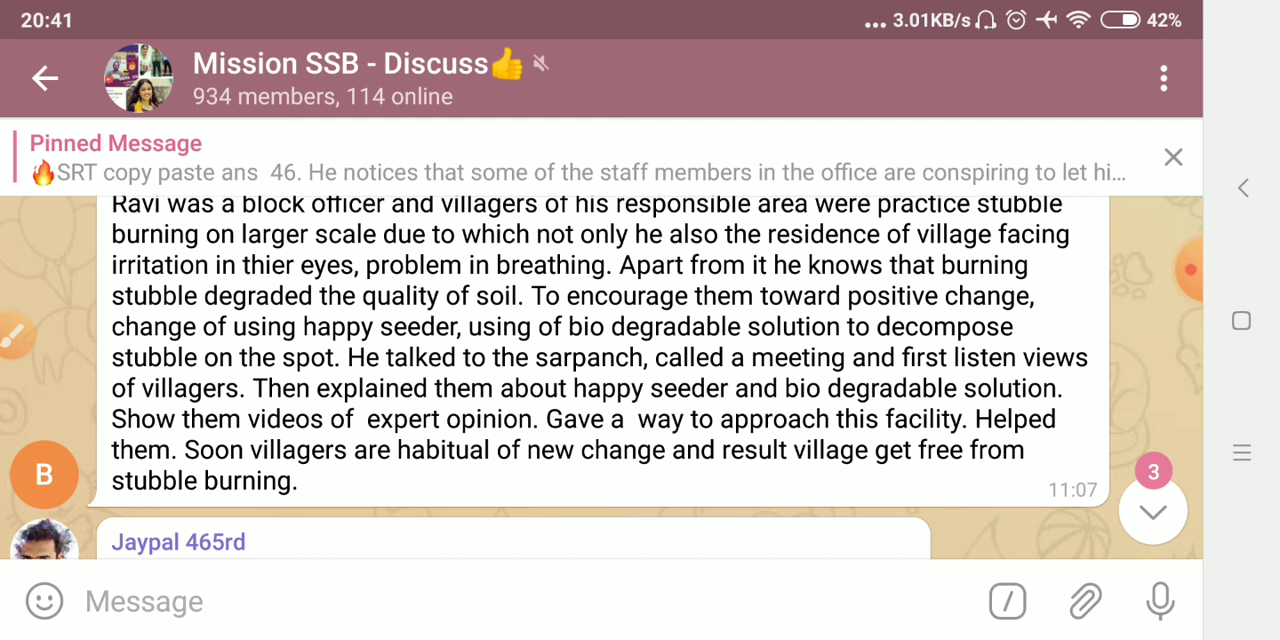 20:41
... 3.01KB/s 42%
Mission SSB - Discuss👍
934 members, 114 online
Pinned Message
🔥SRT copy paste ans 46. He notices that some of the staff members in the office are conspiring to let hi...
Ravi was a block officer and villagers of his responsible area were practice stubble
burning on larger scale due to which not only he also the residence of village facing
irritation in thier eyes, problem in breathing. Apart from it he knows that burning
stubble degraded the quality of soil. To encourage them toward positive change,
change of using happy seeder, using of bio degradable solution to decompose
stubble on the spot. He talked to the sarpanch, called a meeting and first listen views
of villagers. Then explained them about happy seeder and bio degradable solution.
Show them videos of expert opinion. Gave a way to approach this facility. Helped
them. Soon villagers are habitual of new change and result village get free from
stubble burning.
11:07
B
3
Jaypal 465rd
Message